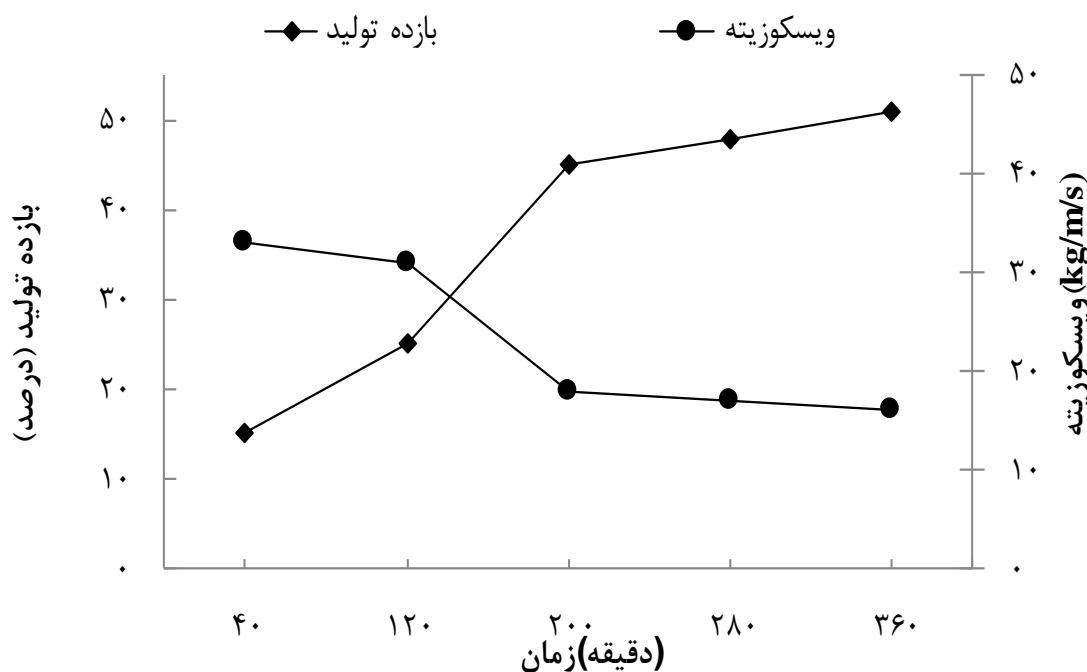 بازده تولید
ویسکوزیته
۵۰
۴۰
۳۰
۲۰
۱۰
۰
بازده تولید (درصد)
۵۰
۴۰
۳۰
۲۰
۱۰
۰
ویسکوزیته(kg/m/s)
۴۰ ۱۲۰ ۲۰۰ ۲۸۰ ۳۶۰
زمان(دقیقه)